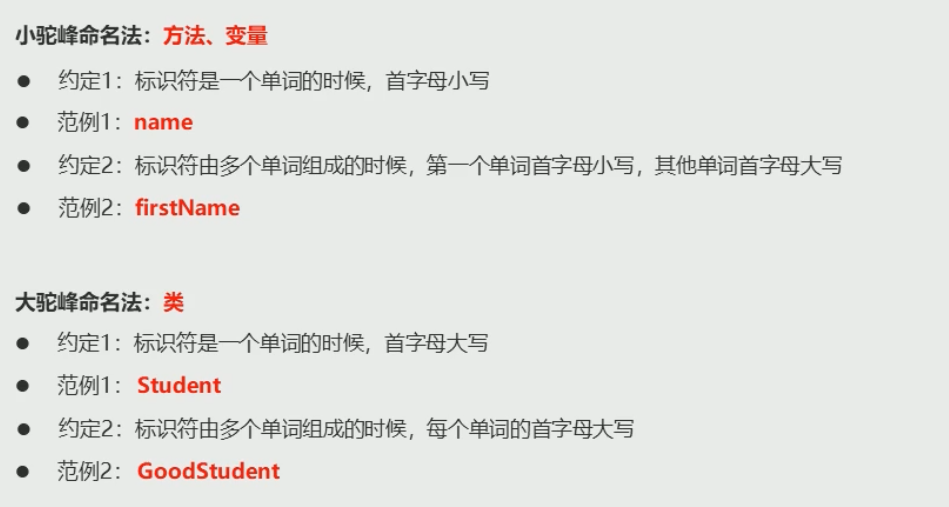 小驼峰命名法：方法、变量
● 约定1：标识符是一个单词的时候，首字母小写
● 范例1：name
● 约定2：标识符由多个单词组成的时候，第一个单词首字母小写，其他单词首字母大写
● 范例2：firstName
大驼峰命名法：类
● 约定1：标识符是一个单词的时候，首字母大写
● 范例1：Student
● 约定2：标识符由多个单词组成的时候，每个单词的首字母大写
● 范例2：GoodStudent